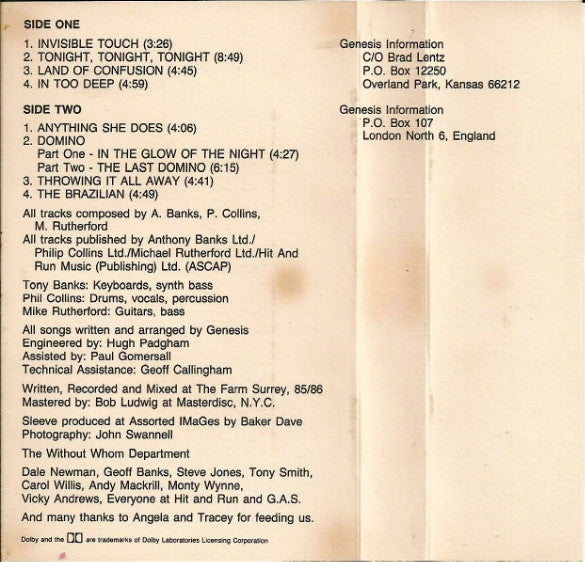 SIDE ONE
1. INVISIBLE TOUCH (3:26)
2. TONIGHT, TONIGHT, TONIGHT (8:49)
3. LAND OF CONFUSION (4:45)
4. IN TOO DEEP (4:59)
SIDE TWO
1. ANYTHING SHE DOES (4:06)
2. DOMINO
Part One - IN THE GLOW OF THE NIGHT (4:27)
Part Two - THE LAST DOMINO (6:15)
3. THROWING IT ALL AWAY (4:41)
4. THE BRAZILIAN (4:49)
All tracks composed by A. Banks, P. Collins,
M. Rutherford
All tracks published by Anthony Banks Ltd./
Philip Collins Ltd./Michael Rutherford Ltd./Hit And
Run Music (Publishing) Ltd. (ASCAP)
Tony Banks: Keyboards, synth bass
Phil Collins: Drums, vocals, percussion
Mike Rutherford: Guitars, bass
All songs written and arranged by Genesis
Engineered by: Hugh Padgham
Assisted by: Paul Gomersall
Technical Assistance: Geoff Callingham
Written, Recorded and Mixed at The Farm Surrey, 85/86
Mastered by: Bob Ludwig at Masterdisc, N.Y.C.
Sleeve produced at Assorted IMaGes by Baker Dave
Photography: John Swannell
The Without Whom Department
Dale Newman, Geoff Banks, Steve Jones, Tony Smith,
Carol Willis, Andy Mackrill, Monty Wynne,
Vicky Andrews, Everyone at Hit and Run and G.A.S.
And many thanks to Angela and Tracey for feeding us.
Dolby and the are trademarks of Dolby Laboratories Licensing Corporation
Genesis Information
C/O Brad Lentz
P.O. Box 12250
Overland Park, Kansas 66212
Genesis Information
P.O. Box 107
London North 6, England